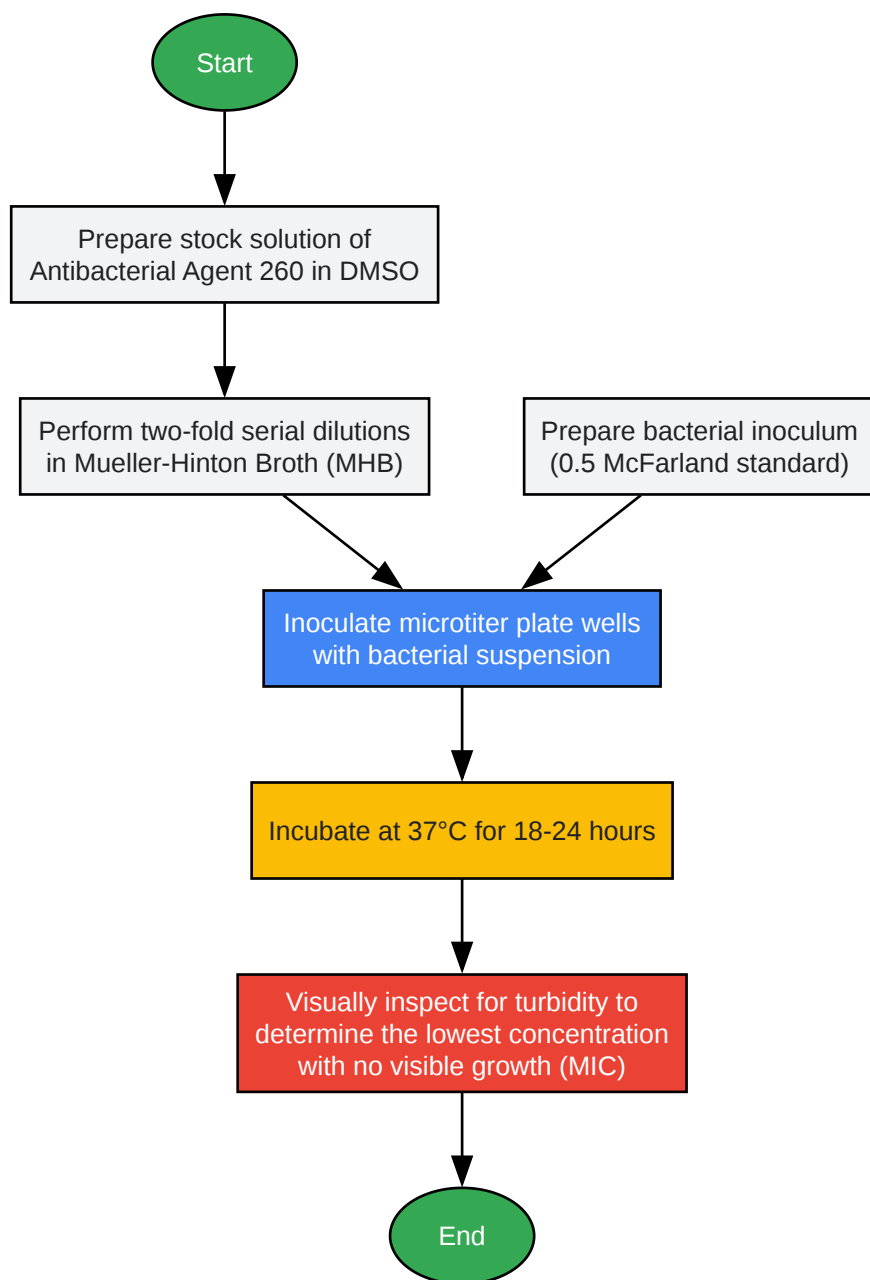 Start
Prepare stock solution of
Antibacterial Agent 260 in DMSO
Perform two-fold serial dilutions
in Mueller-Hinton Broth (MHB)
Prepare bacterial inoculum
(0.5 McFarland standard)
Inoculate microtiter plate wells
with bacterial suspension
Incubate at 37°C for 18-24 hours
Visually inspect for turbidity to
determine the lowest concentration
with no visible growth (MIC)
End